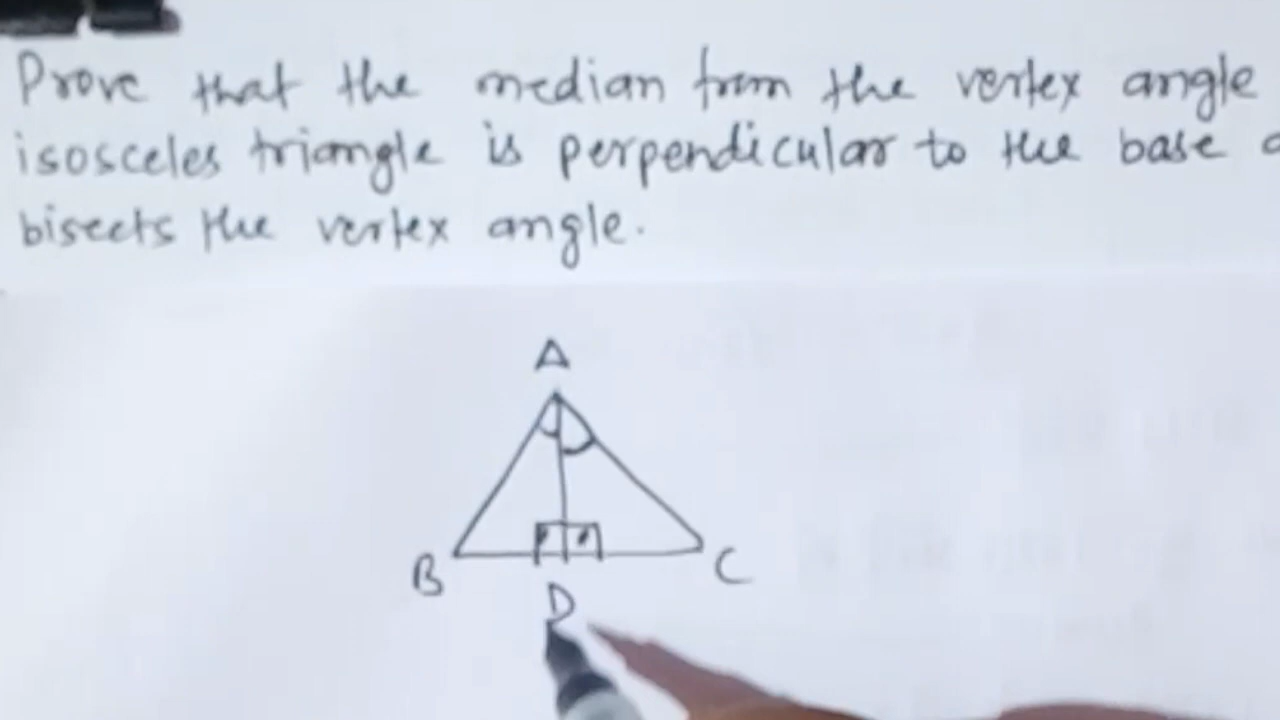 Prove that the median from the vertex angle
isosceles triangle is perpendicular to the base
bisects the vertex angle.
A
B
C
D